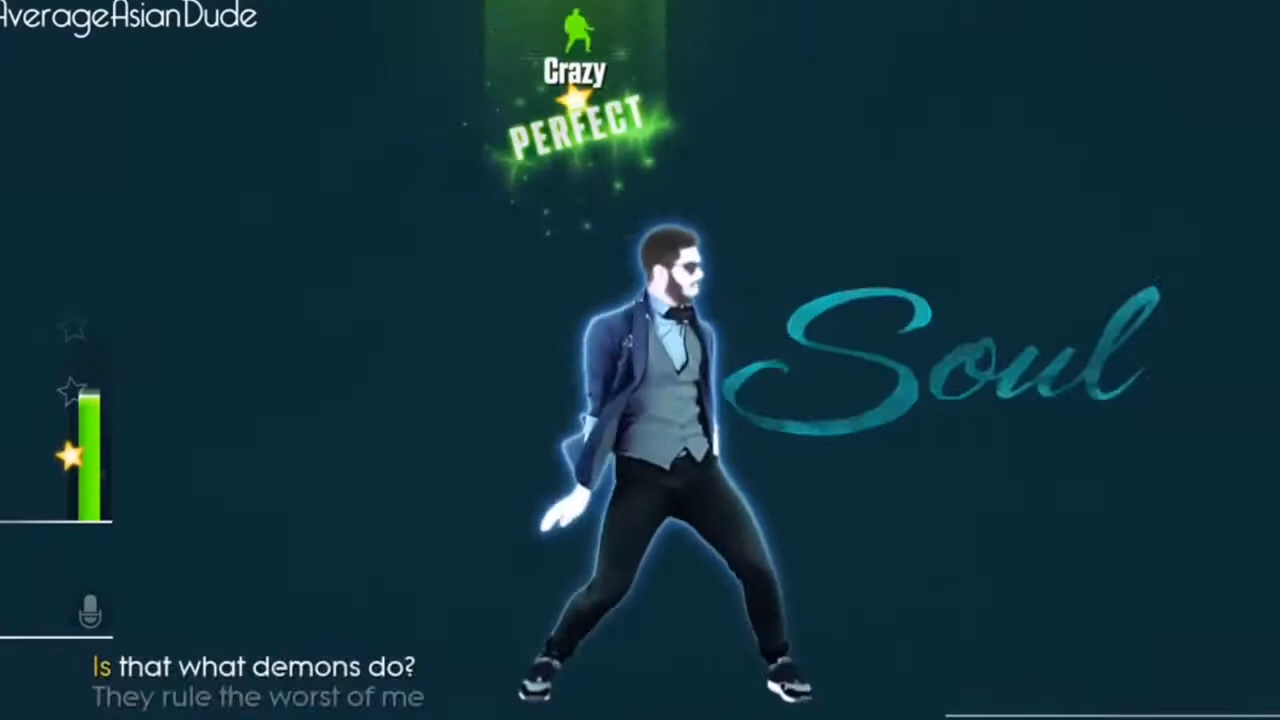 AverageAsianDude
Crazy
PERFECT
Soul
Is that what demons do?
They rule the worst of me